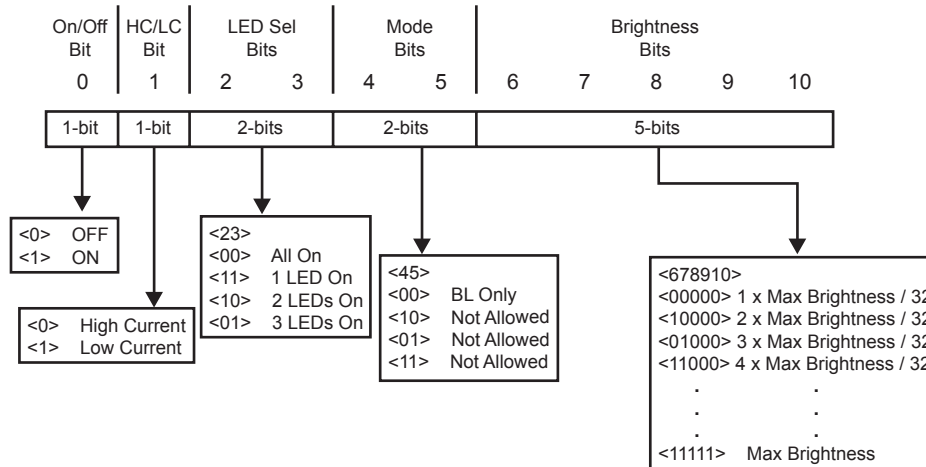 On/Off Bit
HC/LC Bit
LED Sel Bits
Mode Bits
Brightness Bits
0 1 2 3 4 5 6 7 8 9 10
1-bit 1-bit 2-bits 2-bits 5-bits
<0> OFF
<1> ON
<0> High Current
<1> Low Current
<23>
<00> All On
<11> 1 LED On
<10> 2 LEDs On
<01> 3 LEDs On
<45>
<00> BL Only
<10> Not Allowed
<01> Not Allowed
<11> Not Allowed
<678910>
<00000> 1 x Max Brightness / 32
<10000> 2 x Max Brightness / 32
<01000> 3 x Max Brightness / 32
<11000> 4 x Max Brightness / 32
. .
. .
. .
<11111> Max Brightness